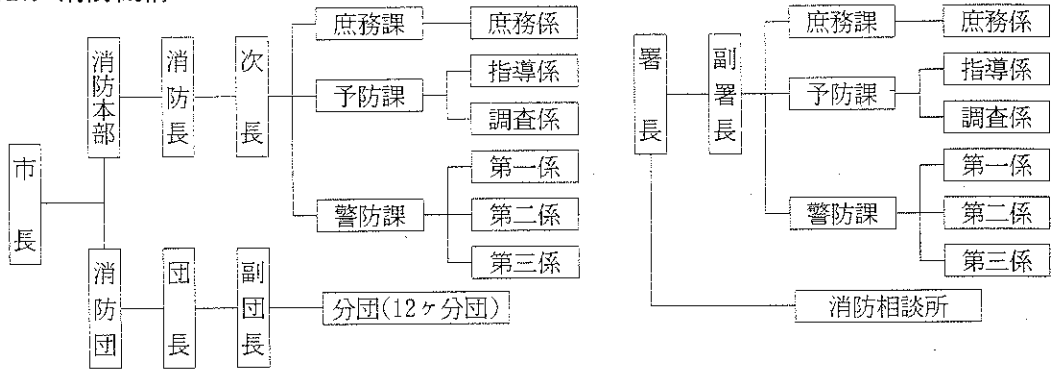 市長
消防本部
消防長
次長
庶務課
庶務係
予防課
指導係
調査係
警防課
第一係
第二係
第三係
消防団
団長
副団長
分団(12ヶ分団)
署長
副署長
庶務課
庶務係
予防課
指導係
調査係
警防課
第一係
第二係
第三係
消防相談所